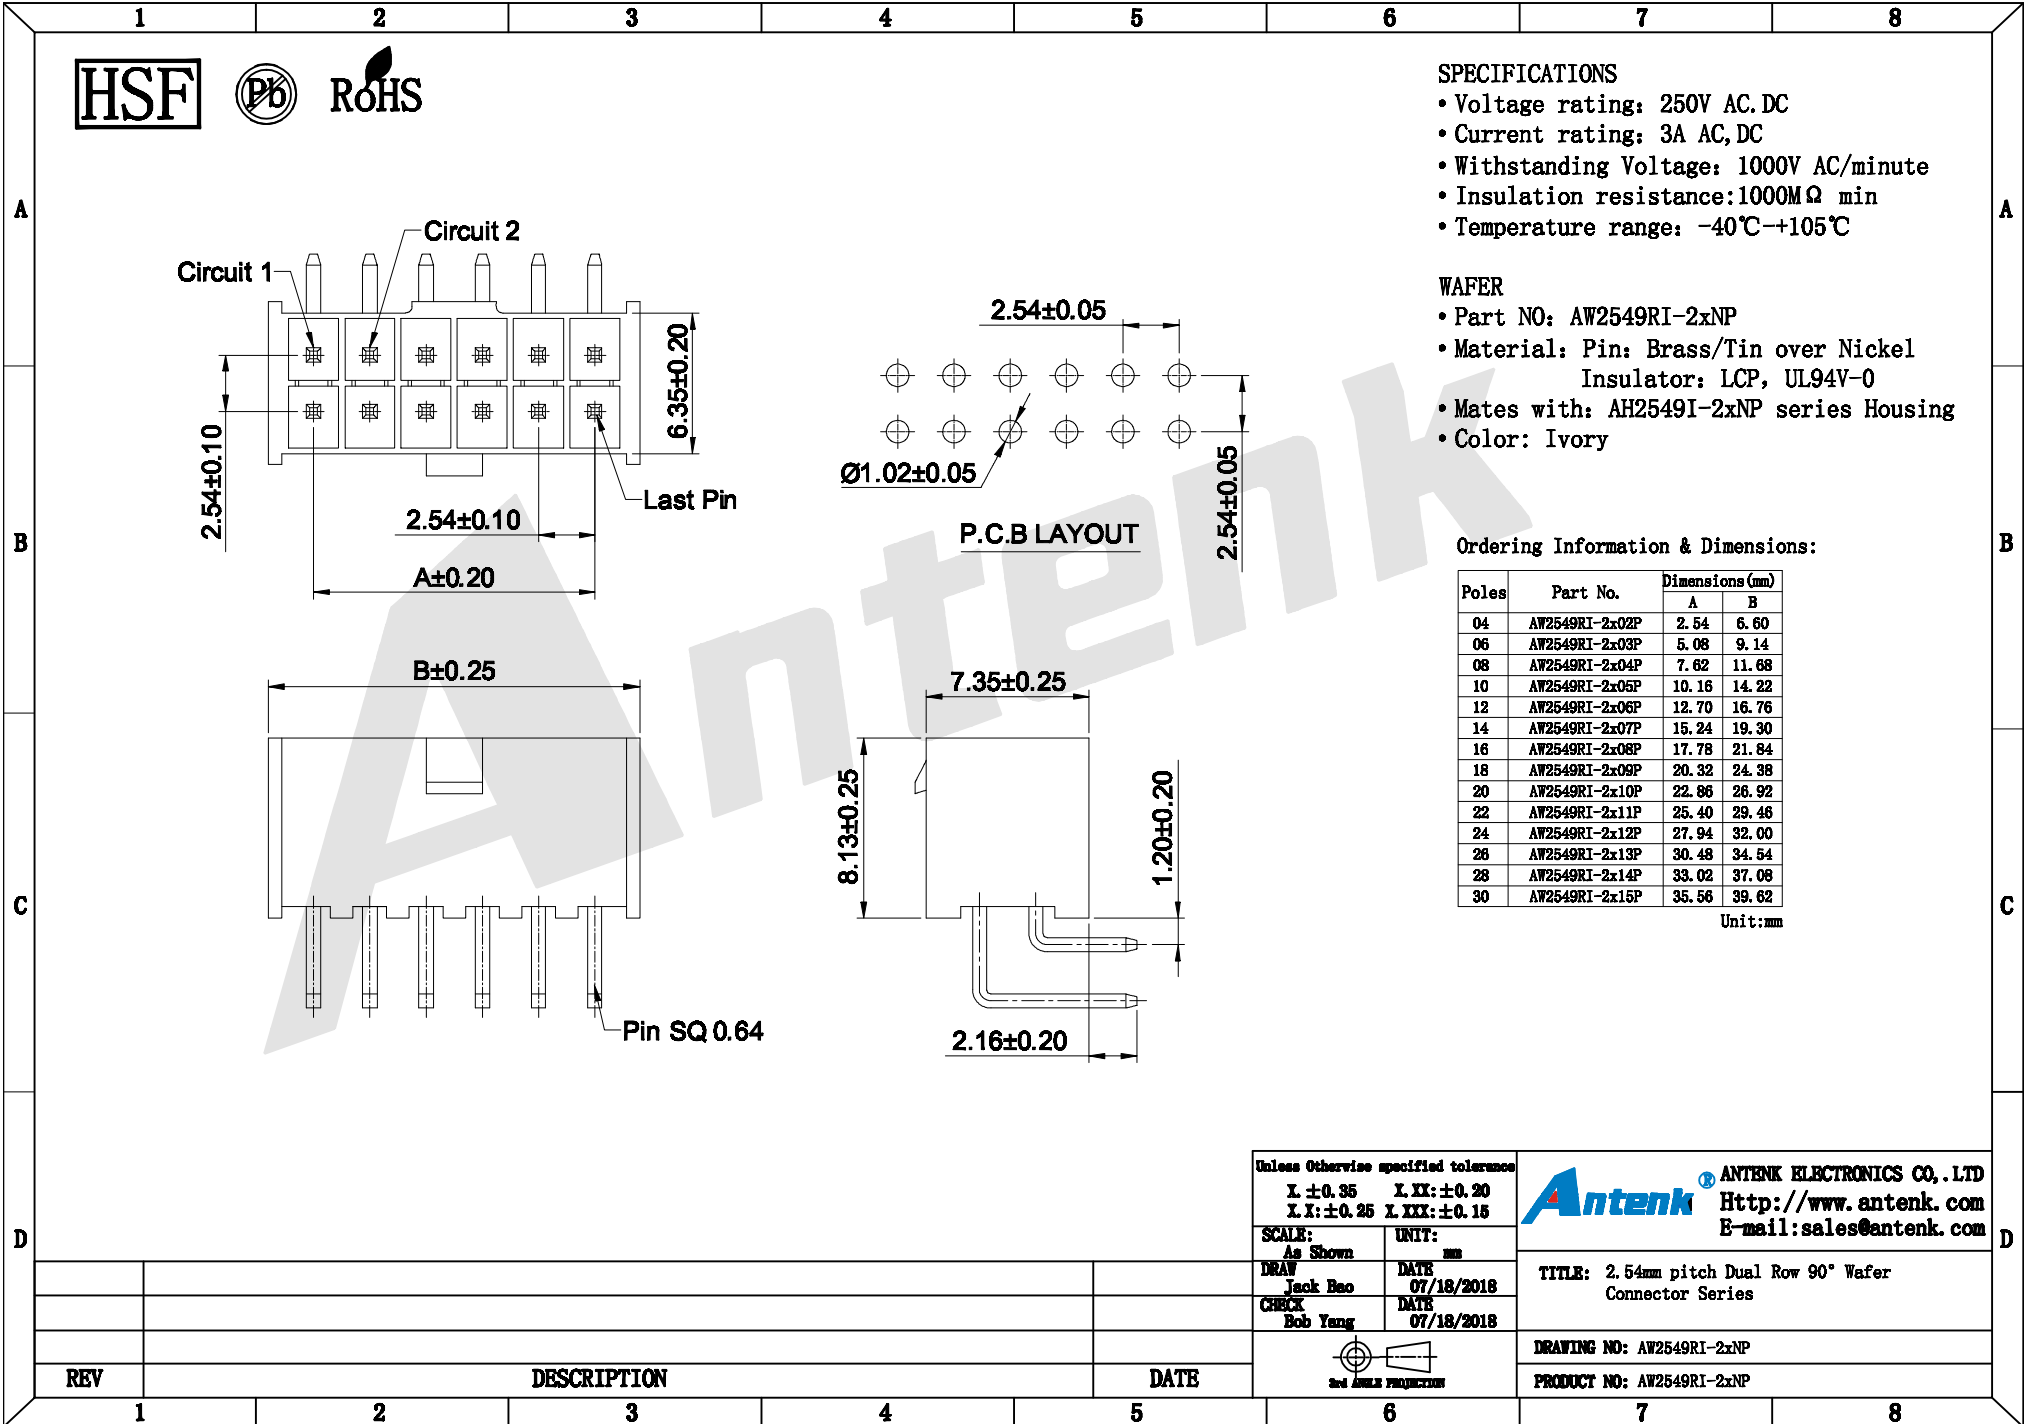 1 2 3 4 5 6 7 8
HSF Pb RoHS
SPECIFICATIONS
• Voltage rating: 250V AC.DC
• Current rating: 3A AC,DC
• Withstanding Voltage: 1000V AC/minute
• Insulation resistance:1000MΩ min
• Temperature range: -40℃-+105℃
WAFER
• Part NO: AW2549RI-2xNP
• Material: Pin: Brass/Tin over Nickel
Insulator: LCP, UL94V-0
• Mates with: AH2549I-2xNP series Housing
• Color: Ivory
A A
B B
C C
D D
Circuit 1
Circuit 2
2.54±0.10
6.35±0.20
Last Pin
2.54±0.10
A±0.20
2.54±0.05
Ø1.02±0.05
2.54±0.05
P.C.B LAYOUT
Antenk
B±0.25
Pin SQ 0.64
7.35±0.25
8.13±0.25
1.20±0.20
2.16±0.20
Ordering Information & Dimensions:
Poles Part No. Dimensions(mm)
A B
04 AW2549RI-2x02P 2.54 6.60
06 AW2549RI-2x03P 5.08 9.14
08 AW2549RI-2x04P 7.62 11.68
10 AW2549RI-2x05P 10.16 14.22
12 AW2549RI-2x06P 12.70 16.76
14 AW2549RI-2x07P 15.24 19.30
16 AW2549RI-2x08P 17.78 21.84
18 AW2549RI-2x09P 20.32 24.38
20 AW2549RI-2x10P 22.86 26.92
22 AW2549RI-2x11P 25.40 29.46
24 AW2549RI-2x12P 27.94 32.00
26 AW2549RI-2x13P 30.48 34.54
28 AW2549RI-2x14P 33.02 37.08
30 AW2549RI-2x15P 35.56 39.62
Unit:mm
Unless Otherwise specified tolerance
X.±0.35 X.XX:±0.20
X.X:±0.25 X.XXX:±0.15
SCALE: UNIT:
As Shown mm
DRAW DATE
Jack Bao 07/18/2018
CHECK DATE
Bob Yang 07/18/2018
3rd ANGLE PROJECTION
Antenk ®
ANTENK ELECTRONICS CO,.LTD
Http://www.antenk.com
E-mail:sales@antenk.com
TITLE: 2.54mm pitch Dual Row 90° Wafer
Connector Series
DRAWING NO: AW2549RI-2xNP
PRODUCT NO: AW2549RI-2xNP
REV DESCRIPTION DATE
1 2 3 4 5 6 7 8